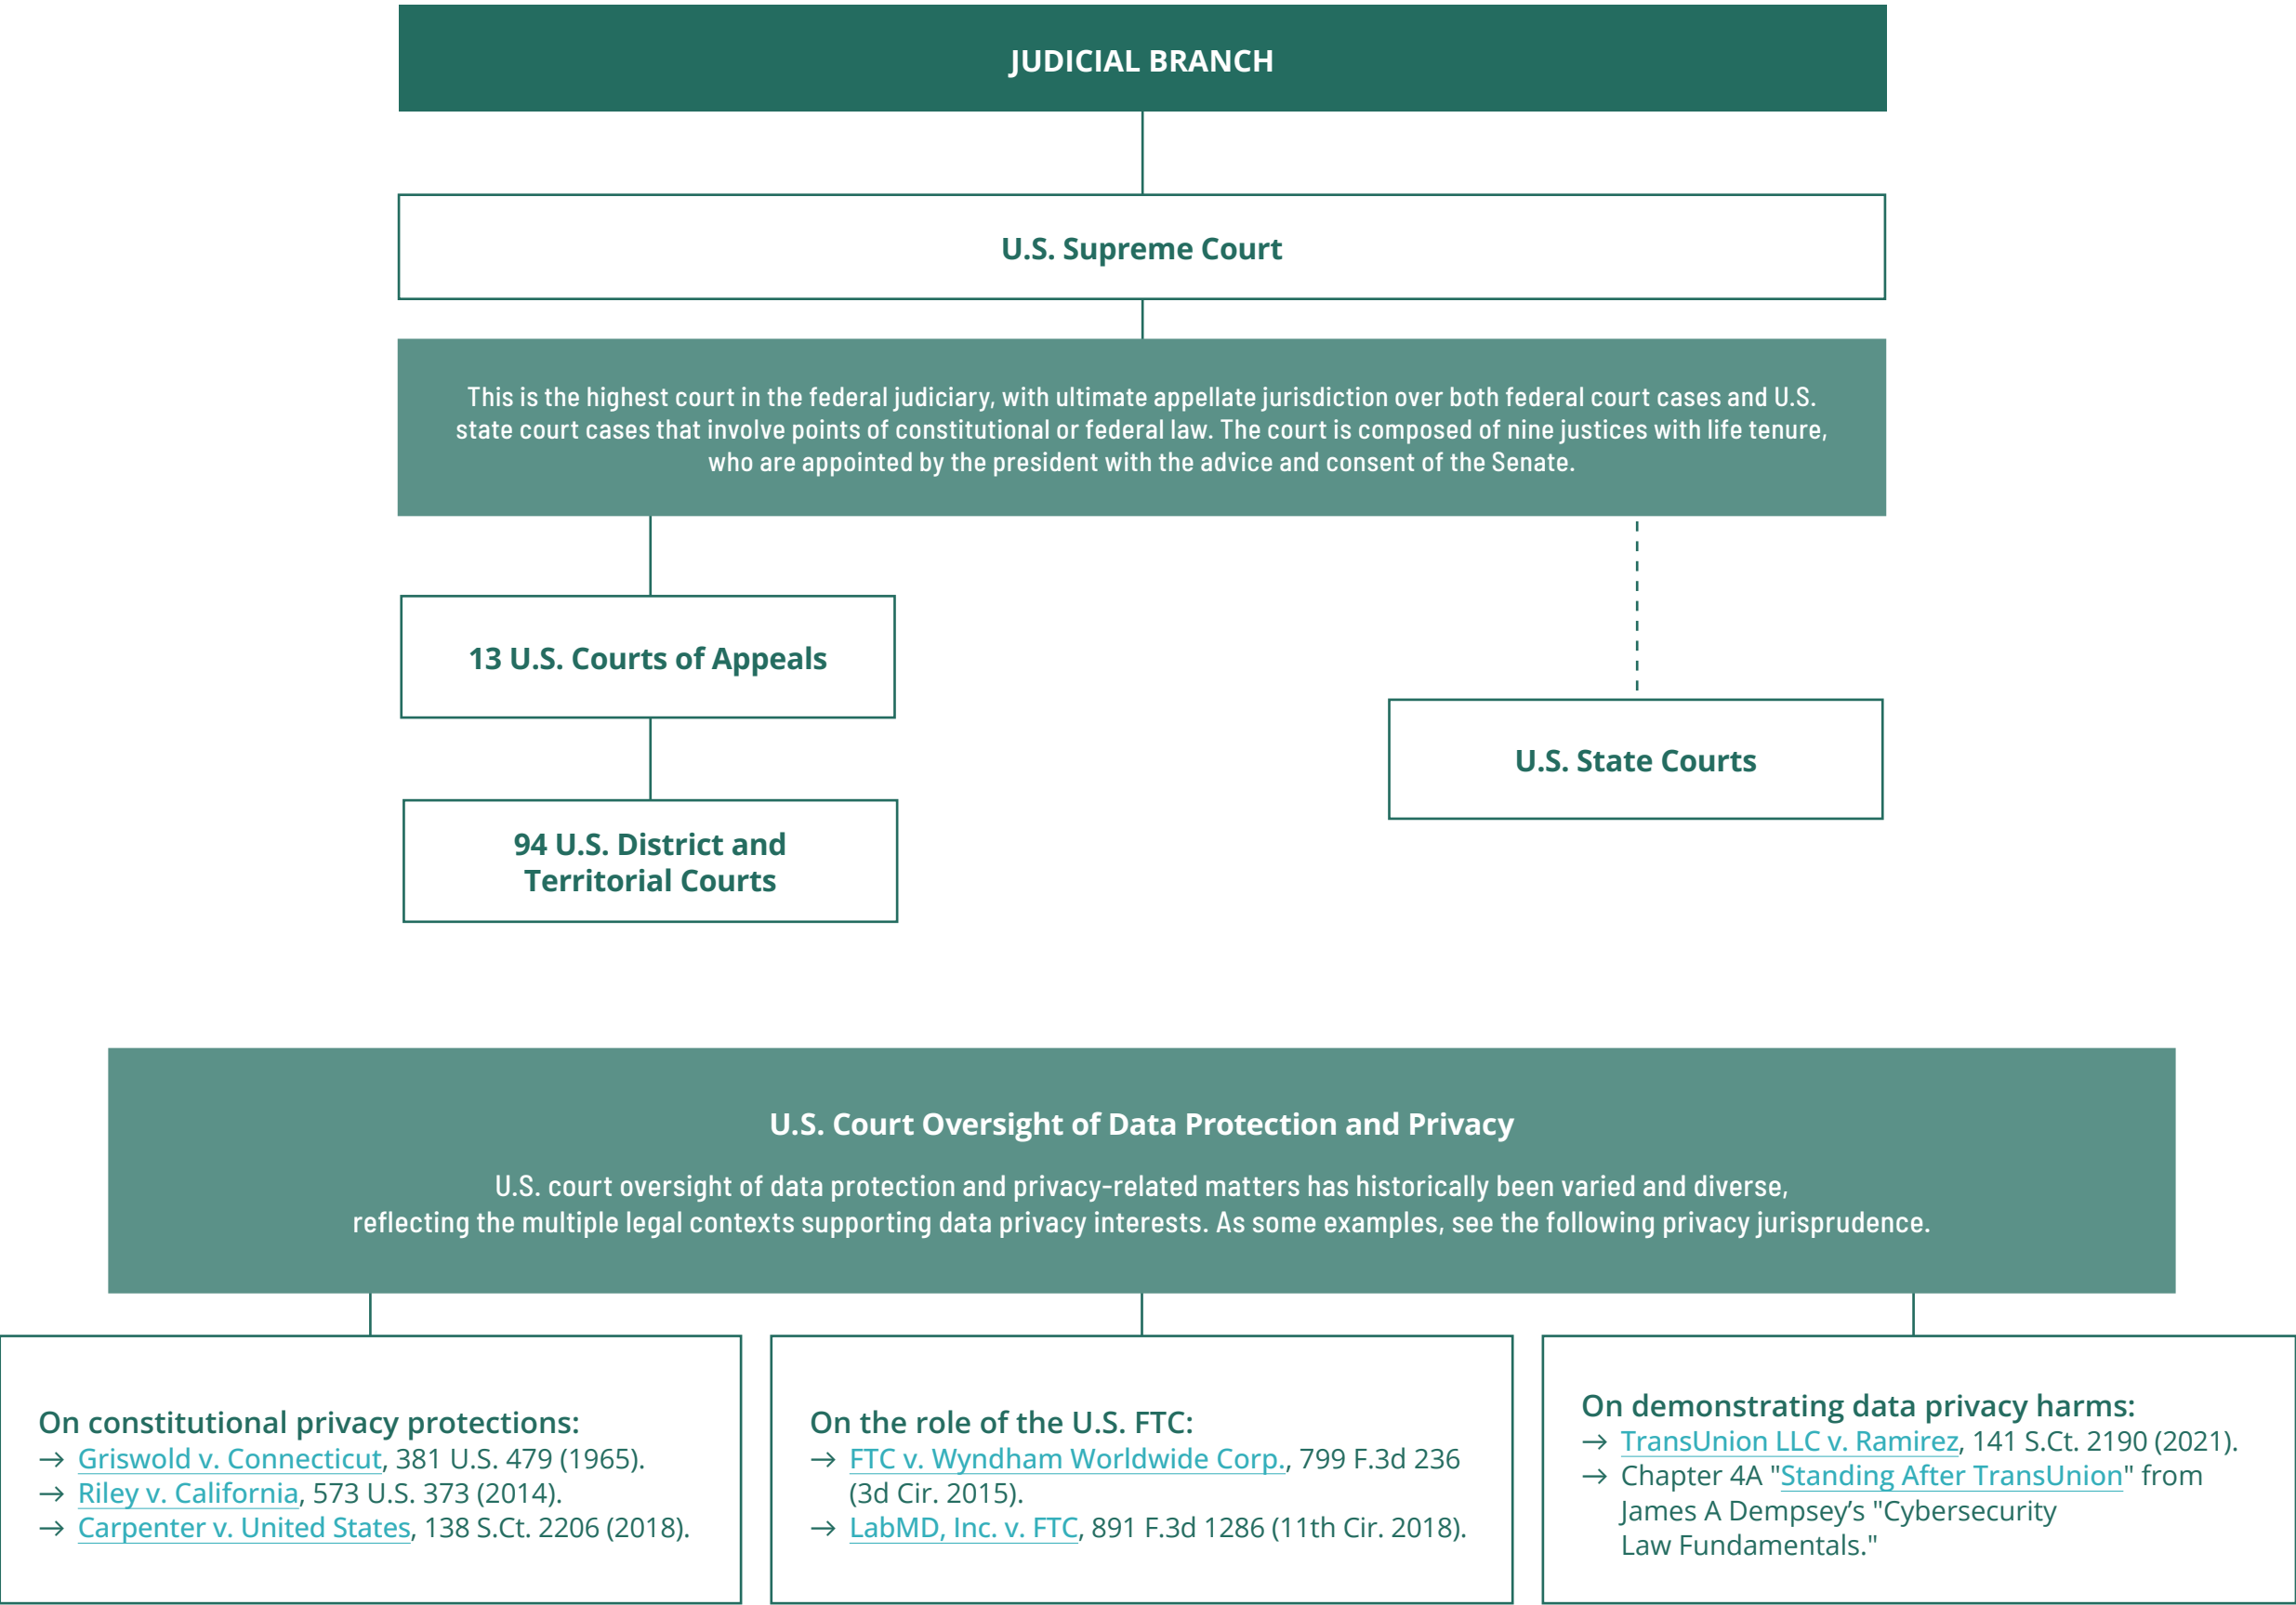 JUDICIAL BRANCH
U.S. Supreme Court
This is the highest court in the federal judiciary, with ultimate appellate jurisdiction over both federal court cases and U.S.
state court cases that involve points of constitutional or federal law. The court is composed of nine justices with life tenure,
who are appointed by the president with the advice and consent of the Senate.
13 U.S. Courts of Appeals
U.S. State Courts
94 U.S. District and
Territorial Courts
U.S. Court Oversight of Data Protection and Privacy
U.S. court oversight of data protection and privacy-related matters has historically been varied and diverse,
reflecting the multiple legal contexts supporting data privacy interests. As some examples, see the following privacy jurisprudence.
On constitutional privacy protections:
→ Griswold v. Connecticut, 381 U.S. 479 (1965).
→ Riley v. California, 573 U.S. 373 (2014).
→ Carpenter v. United States, 138 S.Ct. 2206 (2018).
On the role of the U.S. FTC:
→ FTC v. Wyndham Worldwide Corp., 799 F.3d 236
(3d Cir. 2015).
→ LabMD, Inc. v. FTC, 891 F.3d 1286 (11th Cir. 2018).
On demonstrating data privacy harms:
→ TransUnion LLC v. Ramirez, 141 S.Ct. 2190 (2021).
→ Chapter 4A "Standing After TransUnion" from
James A Dempsey’s "Cybersecurity
Law Fundamentals."